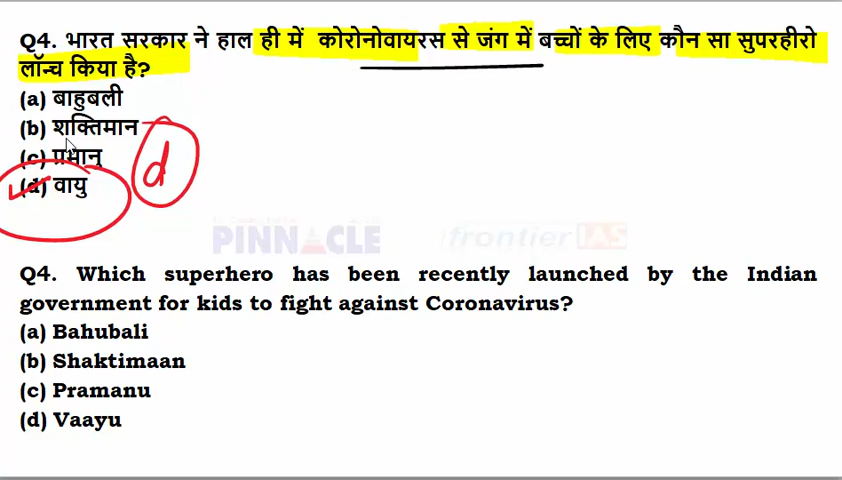 Q4. भारत सरकार ने हाल ही में कोरोनोवायरस से जंग में बच्चों के लिए कौन सा सुपरहीरो
लॉन्च किया है?
(a) बाहुबली
(b) शक्तिमान
(c) प्रमानु
(d) वायु
d
PINNACLE frontier IAS
Q4. Which superhero has been recently launched by the Indian
government for kids to fight against Coronavirus?
(a) Bahubali
(b) Shaktimaan
(c) Pramanu
(d) Vaayu